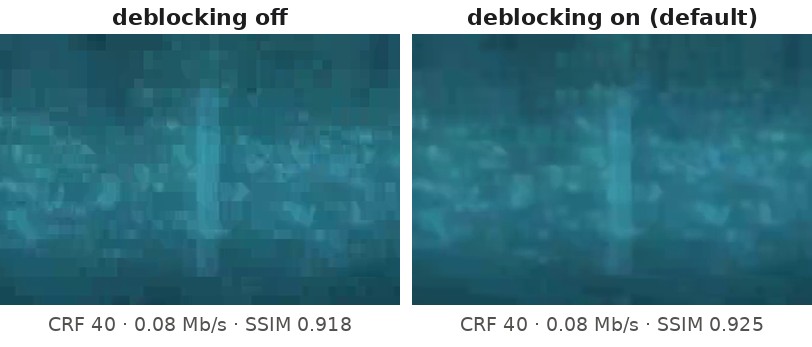 deblocking off
deblocking on (default)
CRF 40 · 0.08 Mb/s · SSIM 0.918
CRF 40 · 0.08 Mb/s · SSIM 0.925